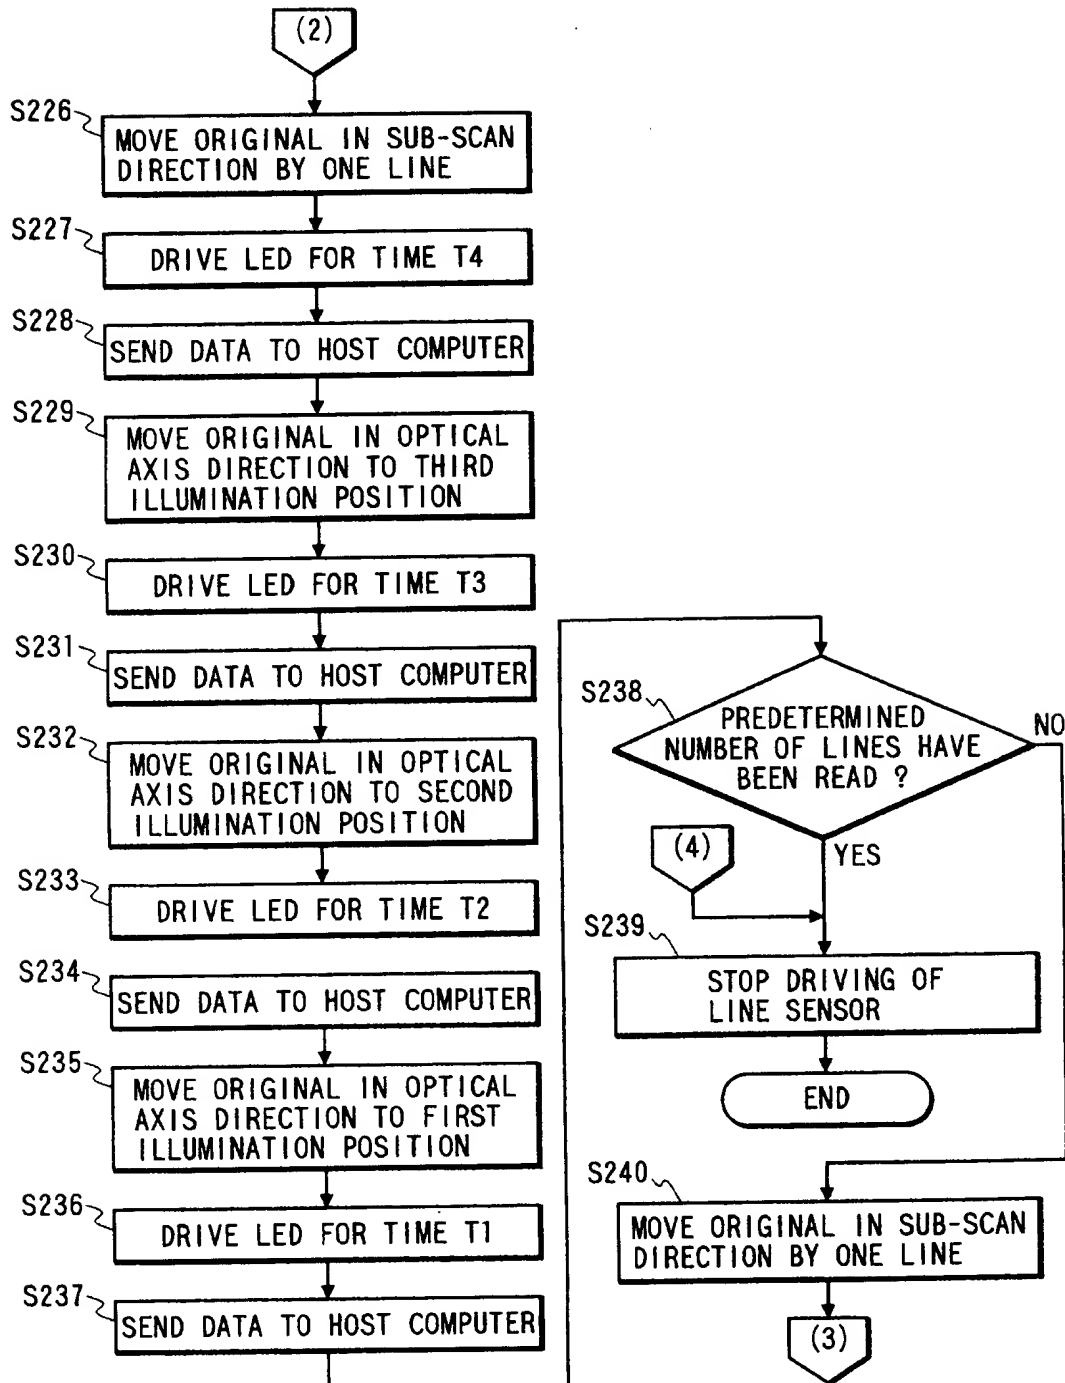 (2)
S226
MOVE ORIGINAL IN SUB-SCAN
DIRECTION BY ONE LINE
S227
DRIVE LED FOR TIME T4
S228
SEND DATA TO HOST COMPUTER
S229
MOVE ORIGINAL IN OPTICAL
AXIS DIRECTION TO THIRD
ILLUMINATION POSITION
S230
DRIVE LED FOR TIME T3
S231
SEND DATA TO HOST COMPUTER
S232
MOVE ORIGINAL IN OPTICAL
AXIS DIRECTION TO SECOND
ILLUMINATION POSITION
S233
DRIVE LED FOR TIME T2
S234
SEND DATA TO HOST COMPUTER
S235
MOVE ORIGINAL IN OPTICAL
AXIS DIRECTION TO FIRST
ILLUMINATION POSITION
S236
DRIVE LED FOR TIME T1
S237
SEND DATA TO HOST COMPUTER
S238
PREDETERMINED
NUMBER OF LINES HAVE
BEEN READ ?
NO
YES
(4)
S239
STOP DRIVING OF
LINE SENSOR
END
S240
MOVE ORIGINAL IN SUB-SCAN
DIRECTION BY ONE LINE
(3)